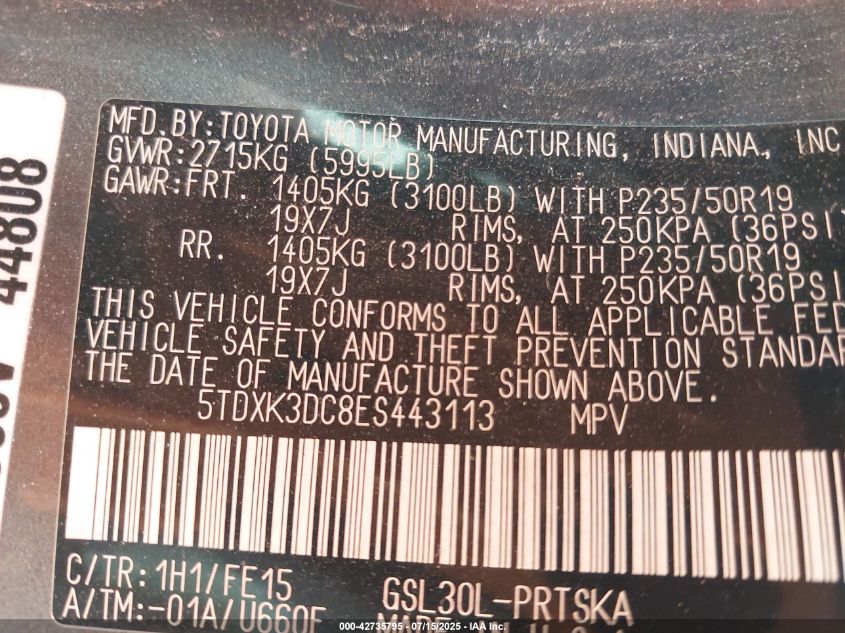 MFD.BY:TOYOTA MOTOR MANUFACTURING, INDIANA., INC
GVWR:2715KG (5995LB)
GAWR:FRT. 1405KG (3100LB) WITH P235/50R19
19X7J RIMS, AT 250KPA (36PSI)
RR. 1405KG (3100LB) WITH P235/50R19
19X7J RIMS, AT 250KPA (36PSI
THIS VEHICLE CONFORMS TO ALL APPLICABLE FED
VEHICLE SAFETY AND THEFT PREVENTION STANDAR
THE DATE OF MANUFACTURE SHOWN ABOVE.
5TDXK3DC8ES443113 MPV
C/TR:1H1/FE15 GSL30L-PRTSKA
A/TM:-01A/U660F
44808
000-42735795 - 07/15/2025 - IAA Inc.